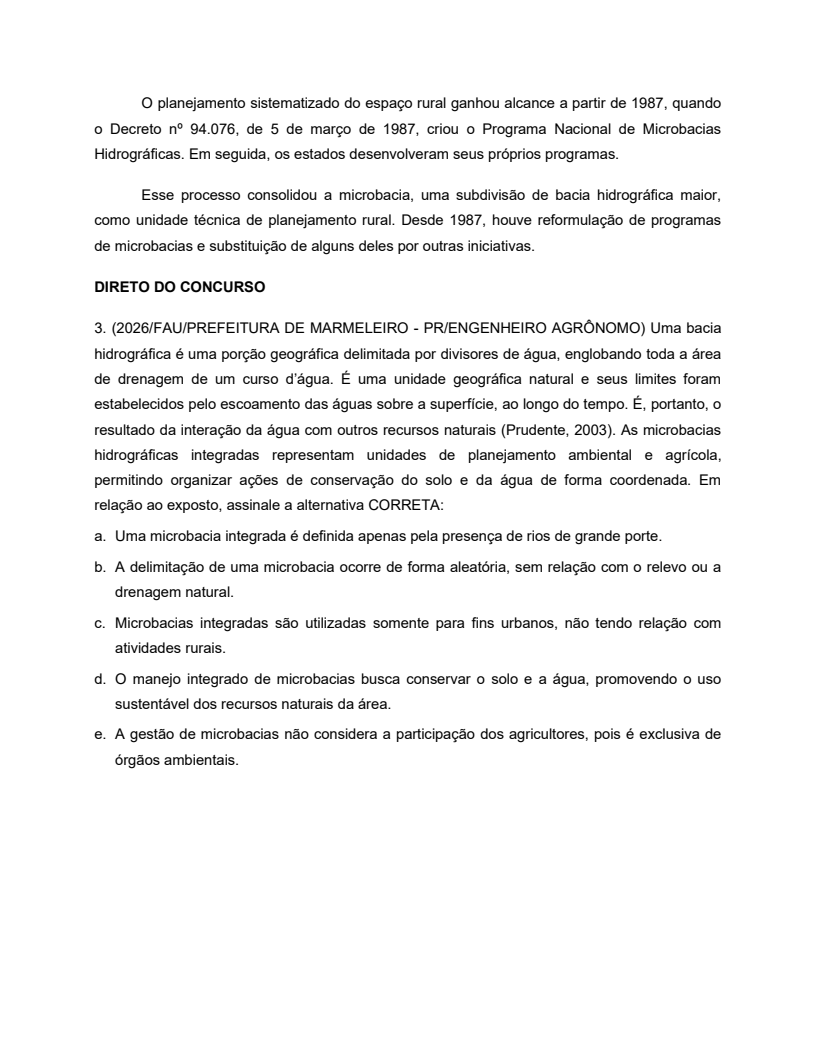 O planejamento sistematizado do espaço rural ganhou alcance a partir de 1987, quando
o Decreto nº 94.076, de 5 de março de 1987, criou o Programa Nacional de Microbacias
Hidrográficas. Em seguida, os estados desenvolveram seus próprios programas.
Esse processo consolidou a microbacia, uma subdivisão de bacia hidrográfica maior,
como unidade técnica de planejamento rural. Desde 1987, houve reformulação de programas
de microbacias e substituição de alguns deles por outras iniciativas.
DIRETO DO CONCURSO
3. (2026/FAU/PREFEITURA DE MARMELEIRO - PR/ENGENHEIRO AGRÔNOMO) Uma bacia
hidrográfica é uma porção geográfica delimitada por divisores de água, englobando toda a área
de drenagem de um curso d’água. É uma unidade geográfica natural e seus limites foram
estabelecidos pelo escoamento das águas sobre a superfície, ao longo do tempo. É, portanto, o
resultado da interação da água com outros recursos naturais (Prudente, 2003). As microbacias
hidrográficas integradas representam unidades de planejamento ambiental e agrícola,
permitindo organizar ações de conservação do solo e da água de forma coordenada. Em
relação ao exposto, assinale a alternativa CORRETA:
a. Uma microbacia integrada é definida apenas pela presença de rios de grande porte.
b. A delimitação de uma microbacia ocorre de forma aleatória, sem relação com o relevo ou a
drenagem natural.
c. Microbacias integradas são utilizadas somente para fins urbanos, não tendo relação com
atividades rurais.
d. O manejo integrado de microbacias busca conservar o solo e a água, promovendo o uso
sustentável dos recursos naturais da área.
e. A gestão de microbacias não considera a participação dos agricultores, pois é exclusiva de
órgãos ambientais.